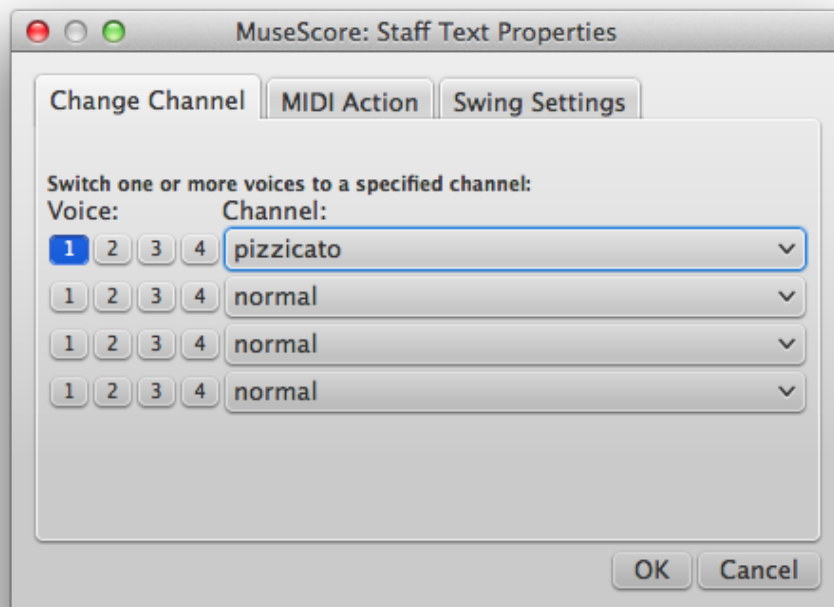 MuseScore: Staff Text Properties
Change Channel MIDI Action Swing Settings
Switch one or more voices to a specified channel:
Voice: Channel:
1 2 3 4 pizzicato
1 2 3 4 normal
1 2 3 4 normal
1 2 3 4 normal
OK Cancel